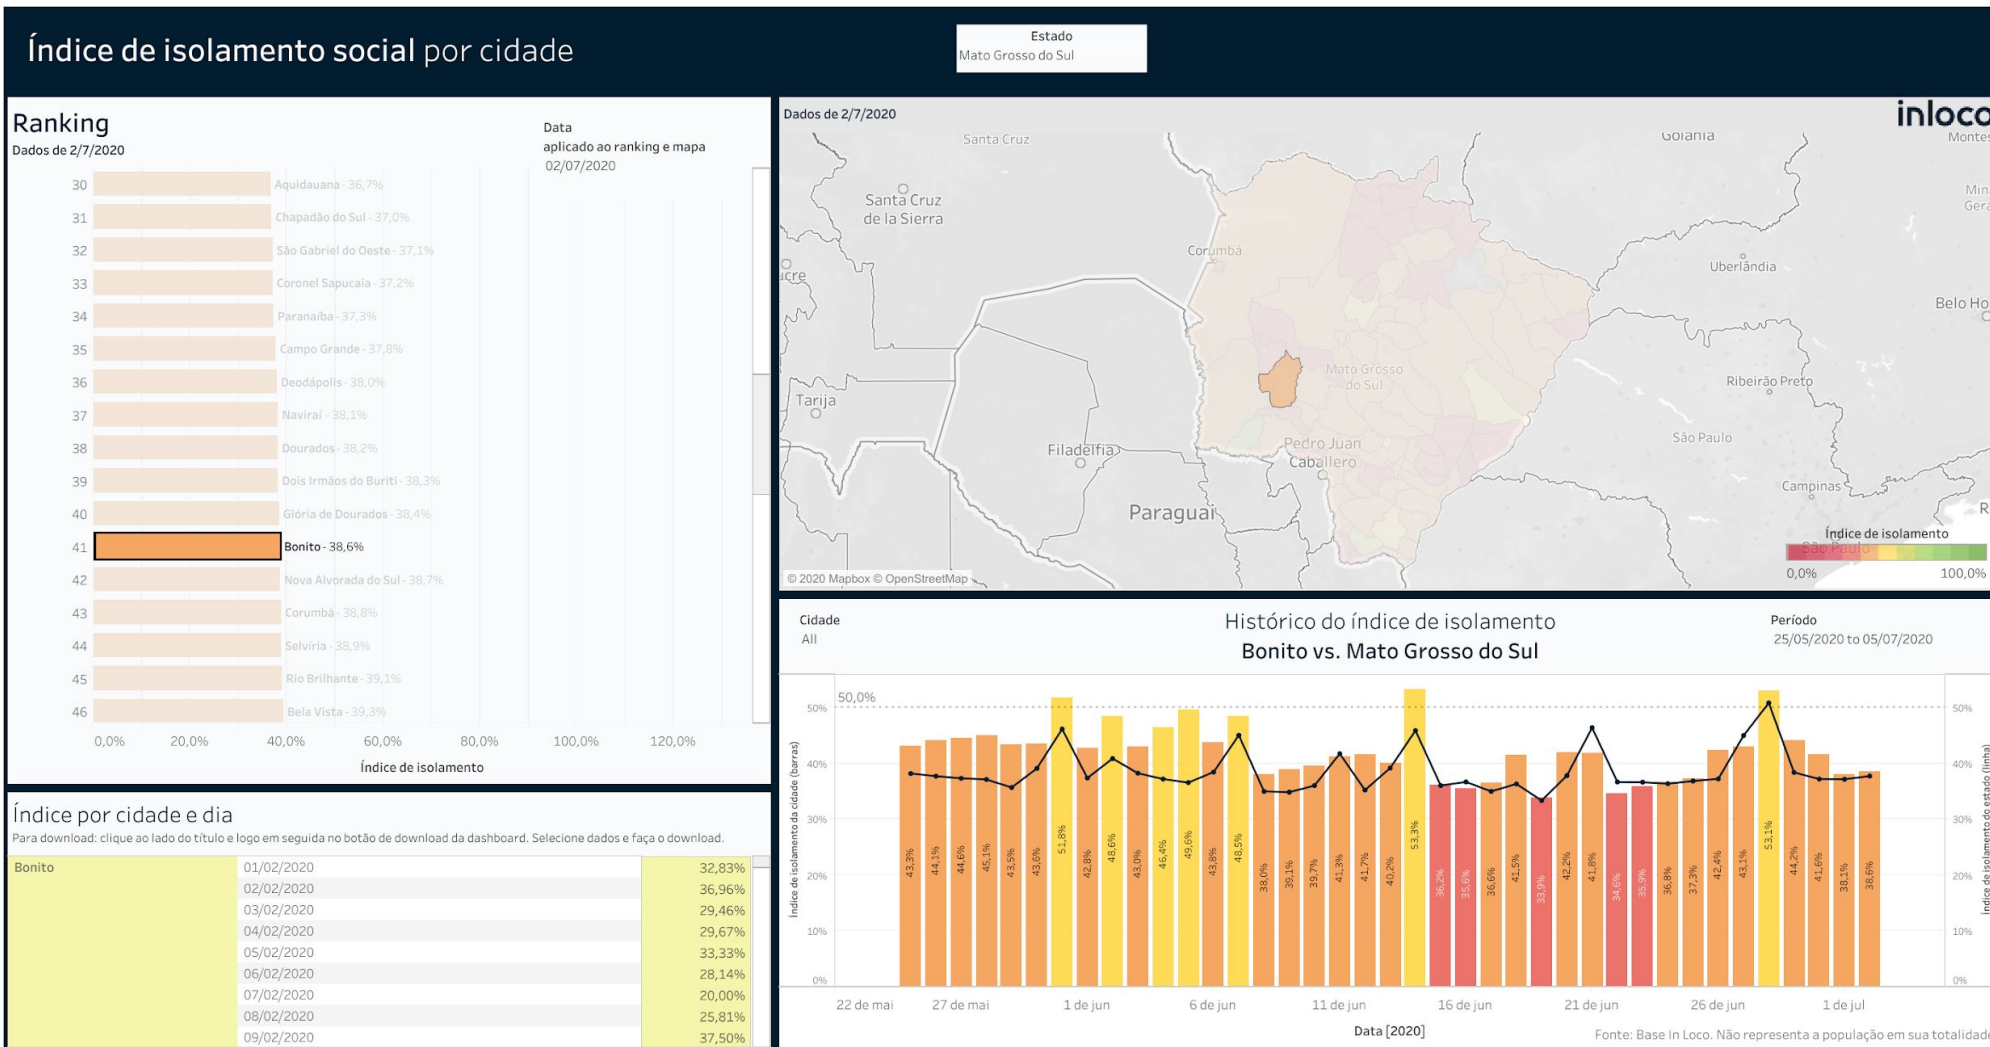 Índice de isolamento social por cidade
Estado
Mato Grosso do Sul
Ranking
Dados de 2/7/2020
Data
aplicado ao ranking e mapa
02/07/2020
30 Aquidauana - 36,7%
31 Chapadão do Sul - 37,0%
32 São Gabriel do Oeste - 37,1%
33 Coronel Sapucaia - 37,2%
34 Paranaíba - 37,3%
35 Campo Grande - 37,8%
36 Deodápolis - 38,0%
37 Naviraí - 38,1%
38 Dourados - 38,2%
39 Dois Irmãos do Buriti - 38,3%
40 Glória de Dourados - 38,4%
41 Bonito - 38,6%
42 Nova Alvorada do Sul - 38,7%
43 Corumbá - 38,8%
44 Selvíria - 38,9%
45 Rio Brilhante - 39,1%
46 Bela Vista - 39,3%
0,0% 20,0% 40,0% 60,0% 80,0% 100,0% 120,0%
Índice de isolamento
Índice por cidade e dia
Para download: clique ao lado do título e logo em seguida no botão de download da dashboard. Selecione dados e faça o download.
Bonito 01/02/2020 32,83%
02/02/2020 36,96%
03/02/2020 29,46%
04/02/2020 29,67%
05/02/2020 33,33%
06/02/2020 28,14%
07/02/2020 20,00%
08/02/2020 25,81%
09/02/2020 37,50%
Dados de 2/7/2020
inloco
Santa Cruz
Goiânia
Montes
Santa Cruz
de la Sierra
Min
Gera
Corumbá
ucre
Uberlândia
Belo Ho
Mato Grosso
do Sul
Ribeirão Preto
Tarija
Filadélfia
Pedro Juan
Caballero
São Paulo
Campinas
Paraguai
R
Índice de isolamento
São Paulo
0,0% 100,0%
© 2020 Mapbox © OpenStreetMap
Cidade
All
Histórico do índice de isolamento
Bonito vs. Mato Grosso do Sul
Período
25/05/2020 to 05/07/2020
50,0%
Índice de isolamento da cidade (barras)
50%
40%
30%
20%
10%
0%
43,3% 44,1% 44,6% 45,1% 43,5% 43,6% 51,8% 42,8% 48,6% 43,0% 46,4% 49,6% 43,8% 48,5% 38,0% 39,1% 39,7% 41,3% 41,7% 40,2% 53,3% 36,2% 35,6% 36,6% 41,5% 33,9% 42,2% 41,8% 34,6% 35,9% 36,8% 37,3% 42,4% 43,1% 53,1% 44,2% 41,6% 38,1% 38,6%
50%
40%
30%
20%
10%
0%
Índice de isolamento do estado (linha)
22 de mai 27 de mai 1 de jun 6 de jun 11 de jun 16 de jun 21 de jun 26 de jun 1 de jul
Data [2020]
Fonte: Base In Loco. Não representa a população em sua totalidade